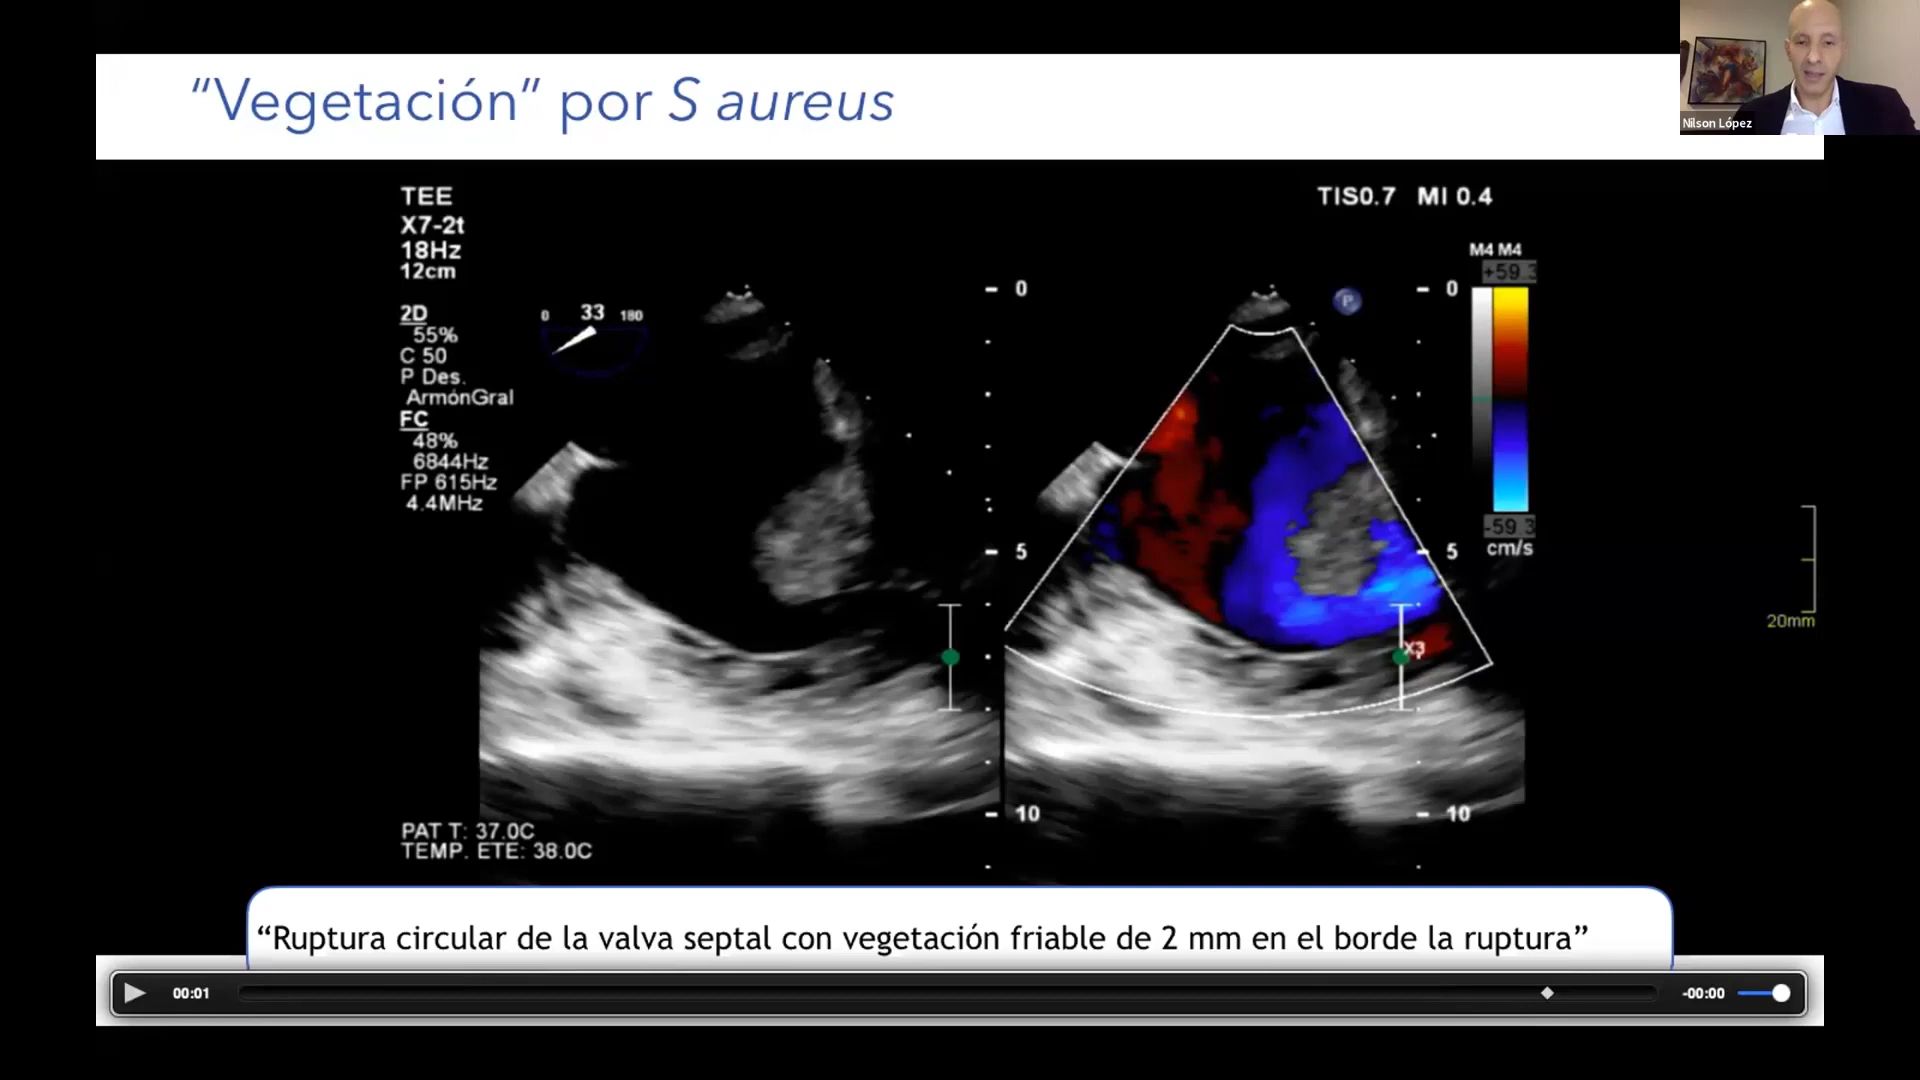 “Vegetación” por S aureus
Nilson López
TEE
X7-2t
18Hz
12cm
2D
55%
C 50
P Des.
ArmónGral
FC
48%
6844Hz
FP 615Hz
4.4MHz
0 33 180
0
5
10
TIS0.7 MI 0.4
P
M4 M4
+59.3
-59.3
cm/s
0
5
X3
10
20mm
PAT T: 37.0C
TEMP. ETE: 38.0C
“Ruptura circular de la valva septal con vegetación friable de 2 mm en el borde la ruptura”
00:01
-00:00